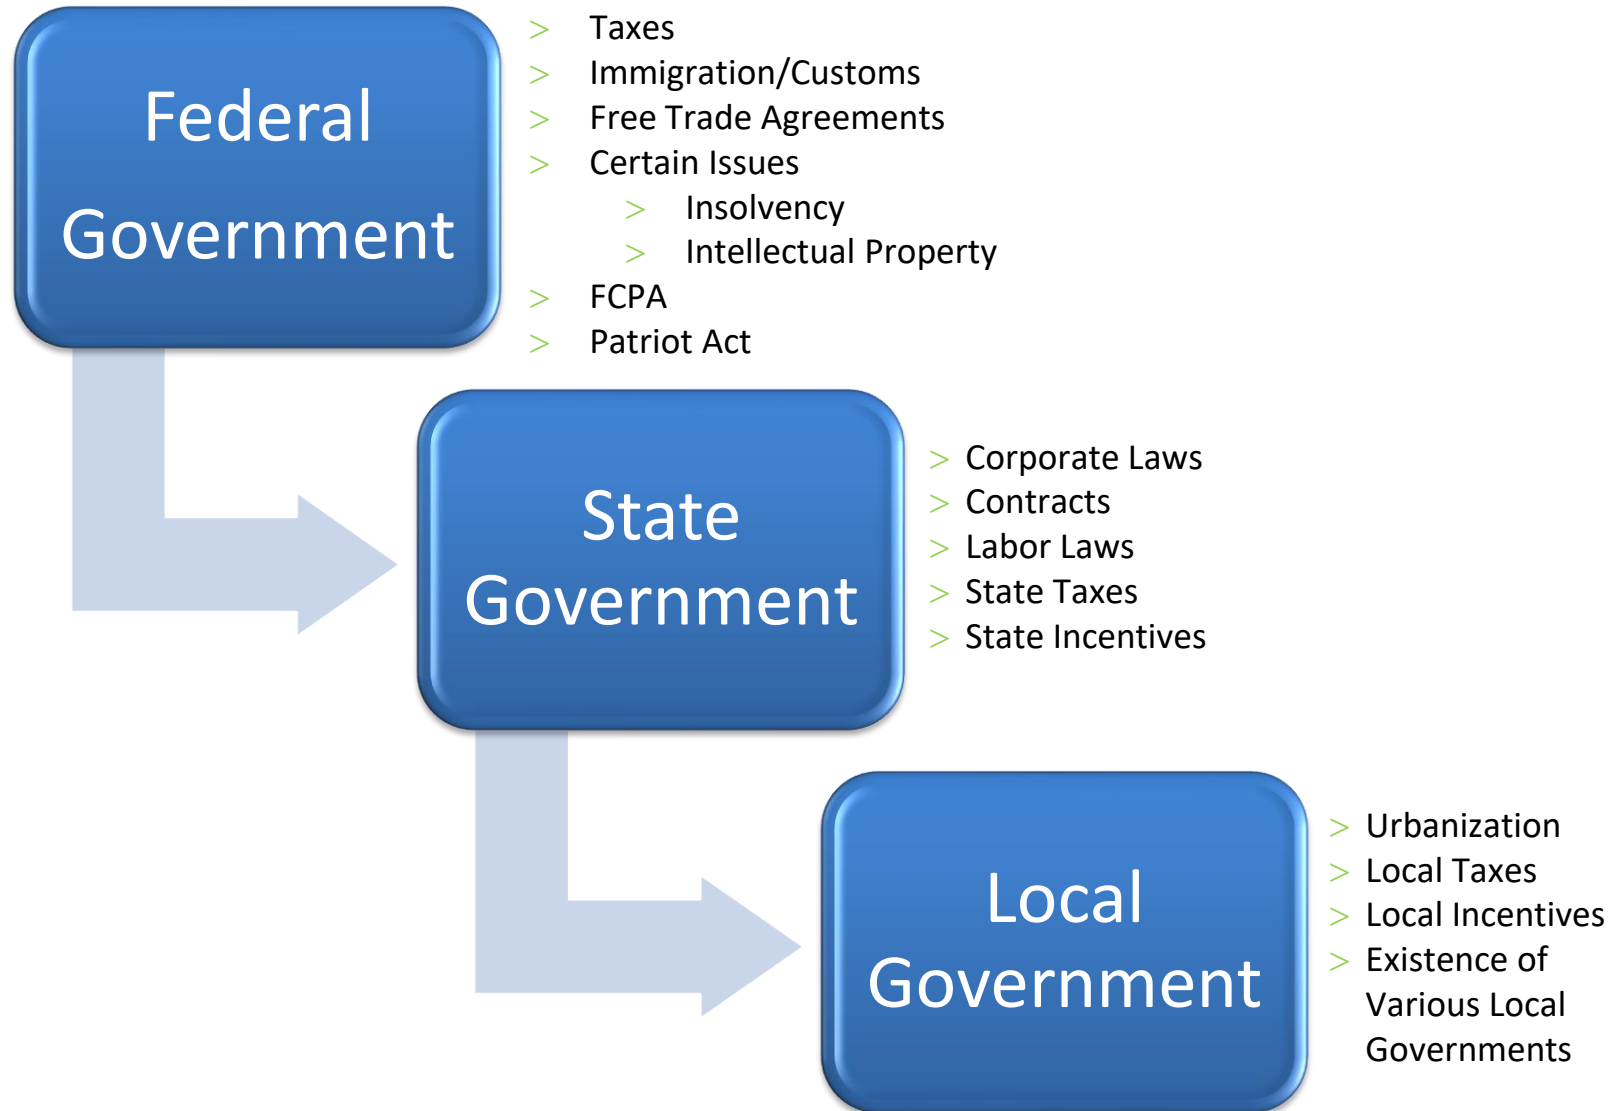 Federal
Government
> Taxes
> Immigration/Customs
> Free Trade Agreements
> Certain Issues
> Insolvency
> Intellectual Property
> FCPA
> Patriot Act
State
Government
> Corporate Laws
> Contracts
> Labor Laws
> State Taxes
> State Incentives
Local
Government
> Urbanization
> Local Taxes
> Local Incentives
> Existence of
Various Local
Governments